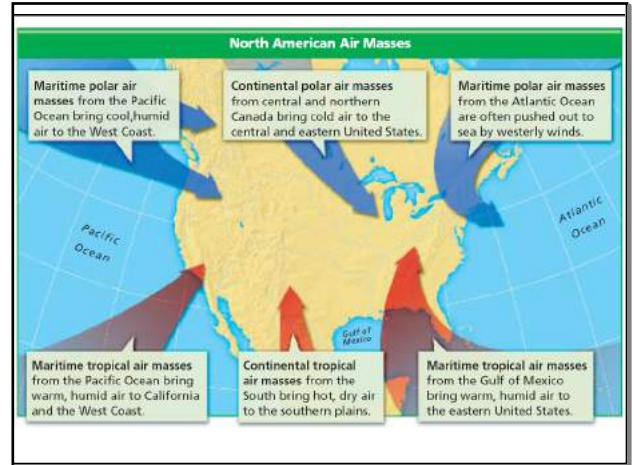 North American Air Masses
Maritime polar air
masses from the Pacific
Ocean bring cool,humid
air to the West Coast.
Continental polar air masses
from central and northern
Canada bring cold air to the
central and eastern United States.
Maritime polar air masses
from the Atlantic Ocean
are often pushed out to
sea by westerly winds.
Pacific
Ocean
Atlantic
Ocean
Gulf of
Mexico
Maritime tropical air masses
from the Pacific Ocean bring
warm, humid air to California
and the West Coast.
Continental tropical
air masses from the
South bring hot, dry air
to the southern plains.
Maritime tropical air masses
from the Gulf of Mexico
bring warm, humid air to
the eastern United States.